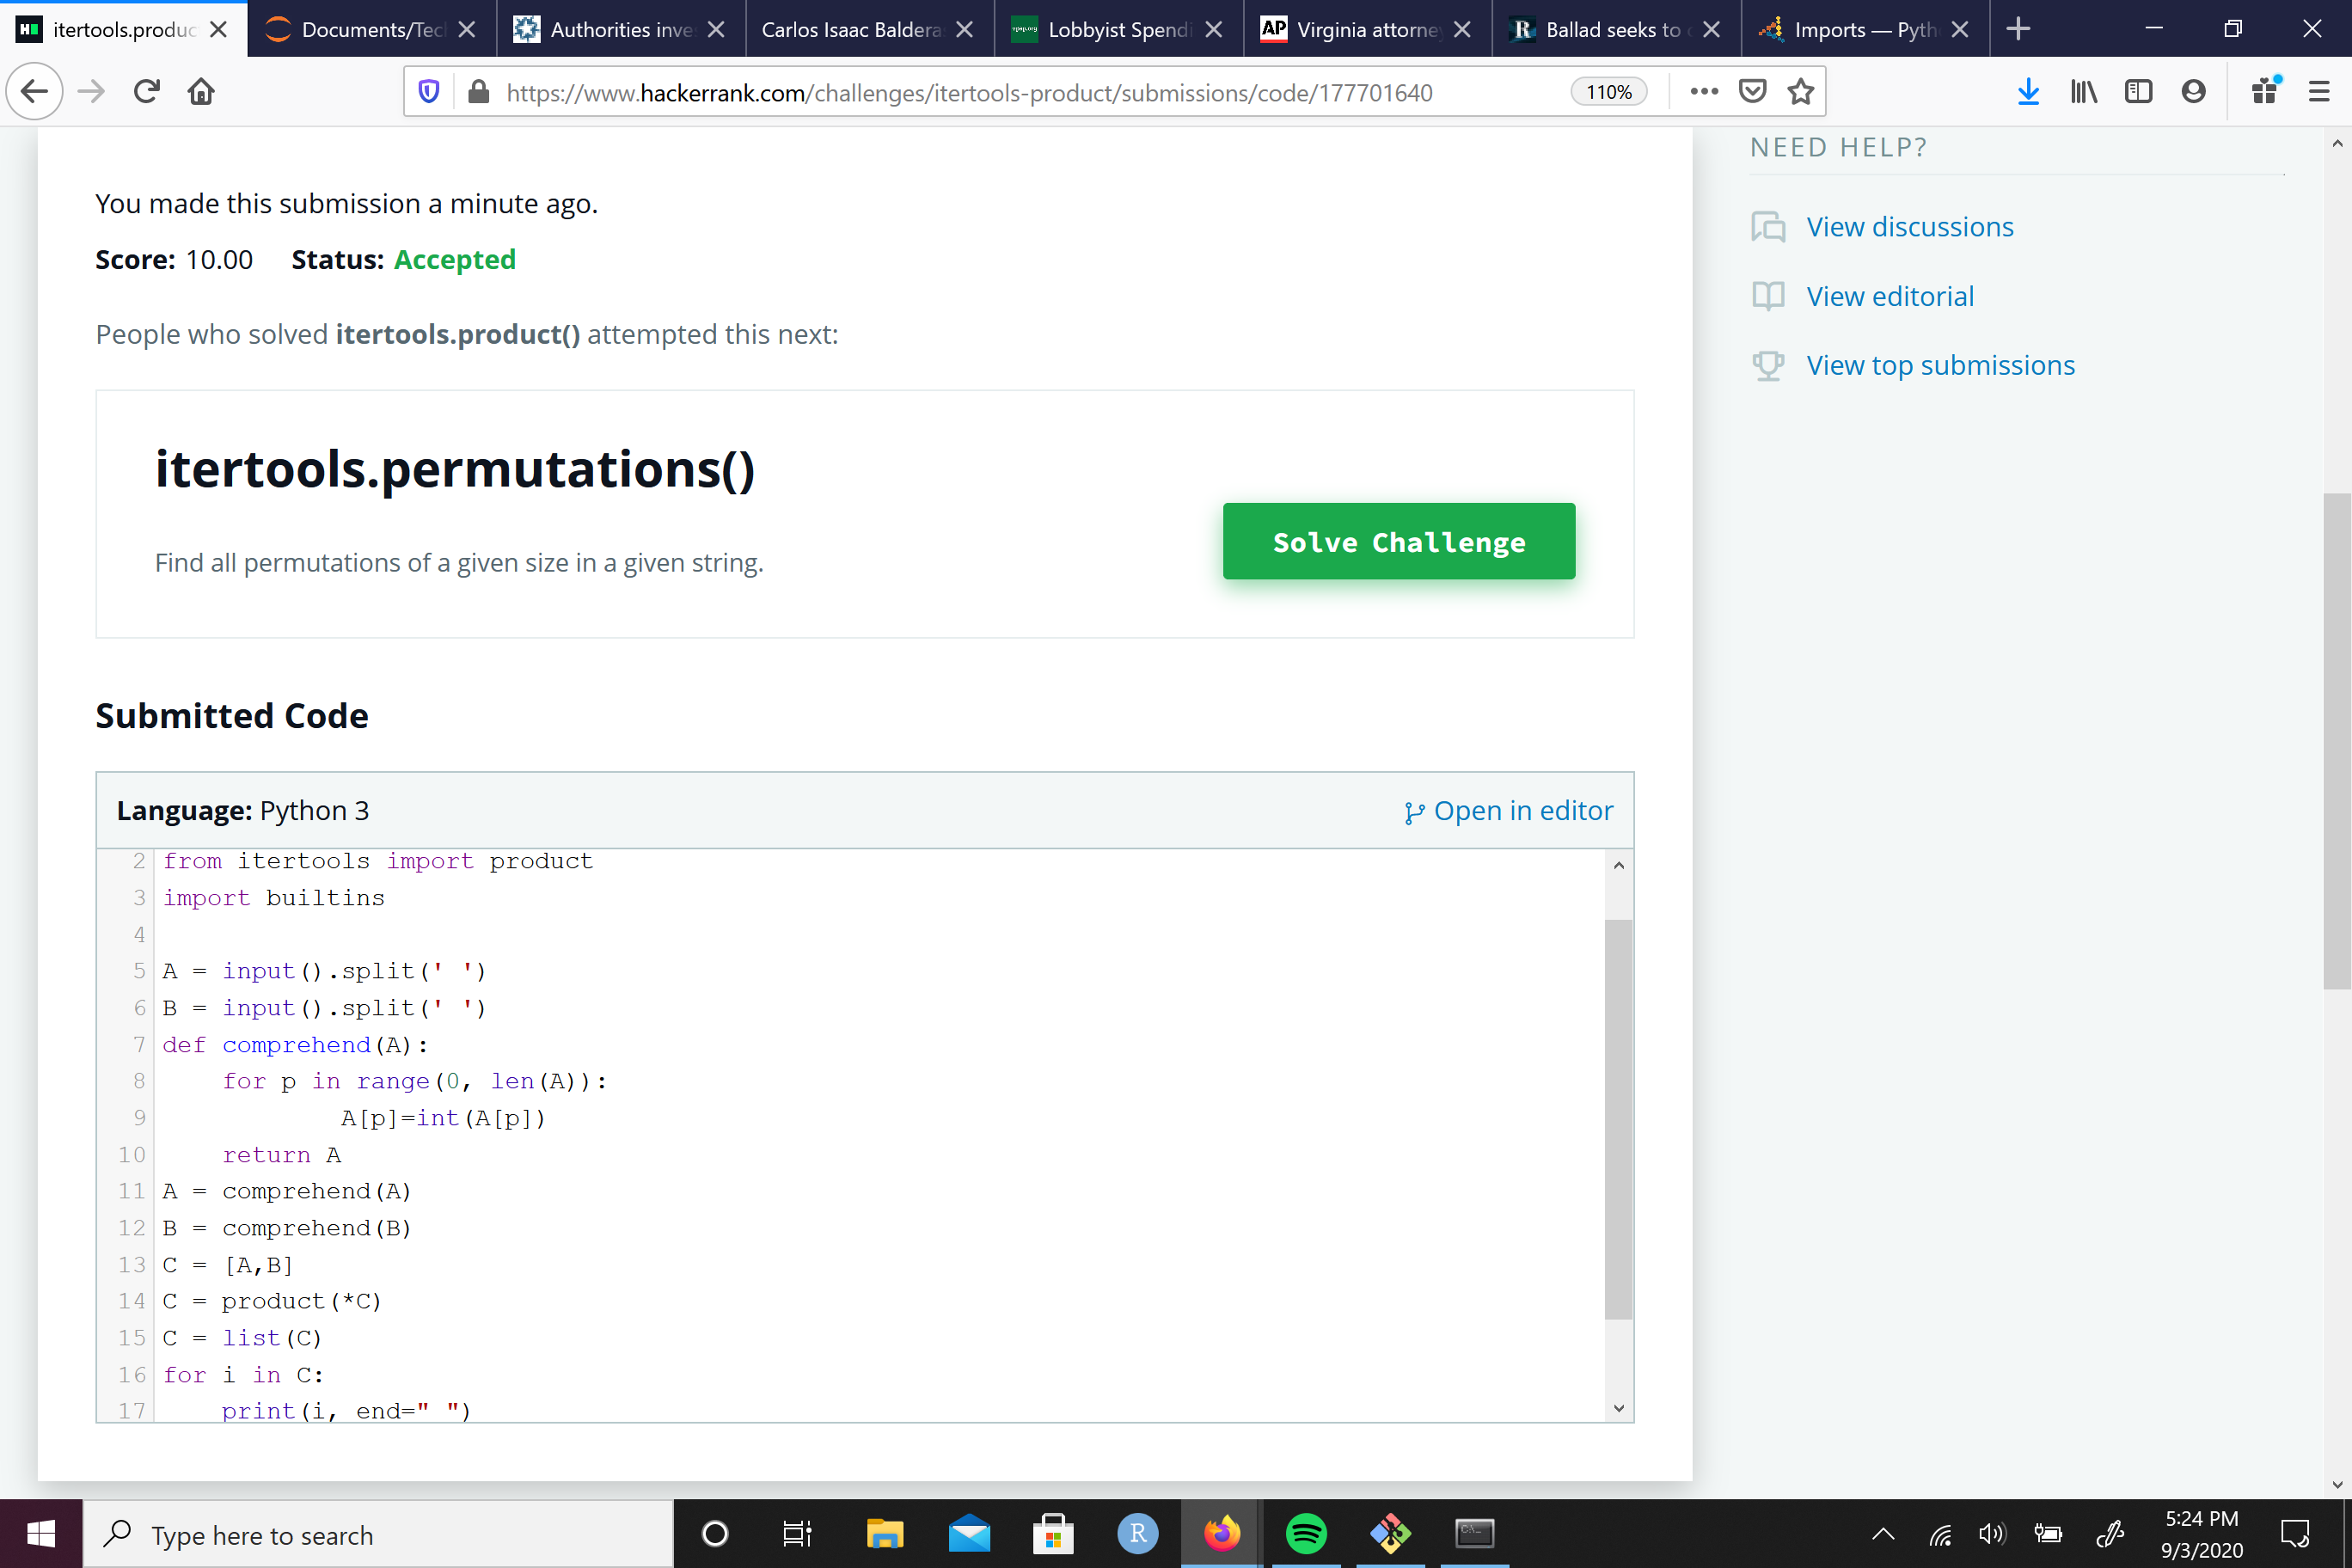 itertools.produc
Documents/Tec
Authorities inve
Carlos Isaac Baldera
Lobbyist Spendi
AP Virginia attorney
R Ballad seeks to
Imports — Pyth
https://www.hackerrank.com/challenges/itertools-product/submissions/code/177701640
110%
NEED HELP?
View discussions
View editorial
View top submissions
You made this submission a minute ago.
Score: 10.00 Status: Accepted
People who solved itertools.product() attempted this next:
itertools.permutations()
Find all permutations of a given size in a given string.
Solve Challenge
Submitted Code
Language: Python 3
Open in editor
2 from itertools import product
3 import builtins
4
5 A = input().split(' ')
6 B = input().split(' ')
7 def comprehend(A):
8     for p in range(0, len(A)):
9             A[p]=int(A[p])
10     return A
11 A = comprehend(A)
12 B = comprehend(B)
13 C = [A,B]
14 C = product(*C)
15 C = list(C)
16 for i in C:
17     print(i, end=" ")
Type here to search
R
5:24 PM
9/3/2020